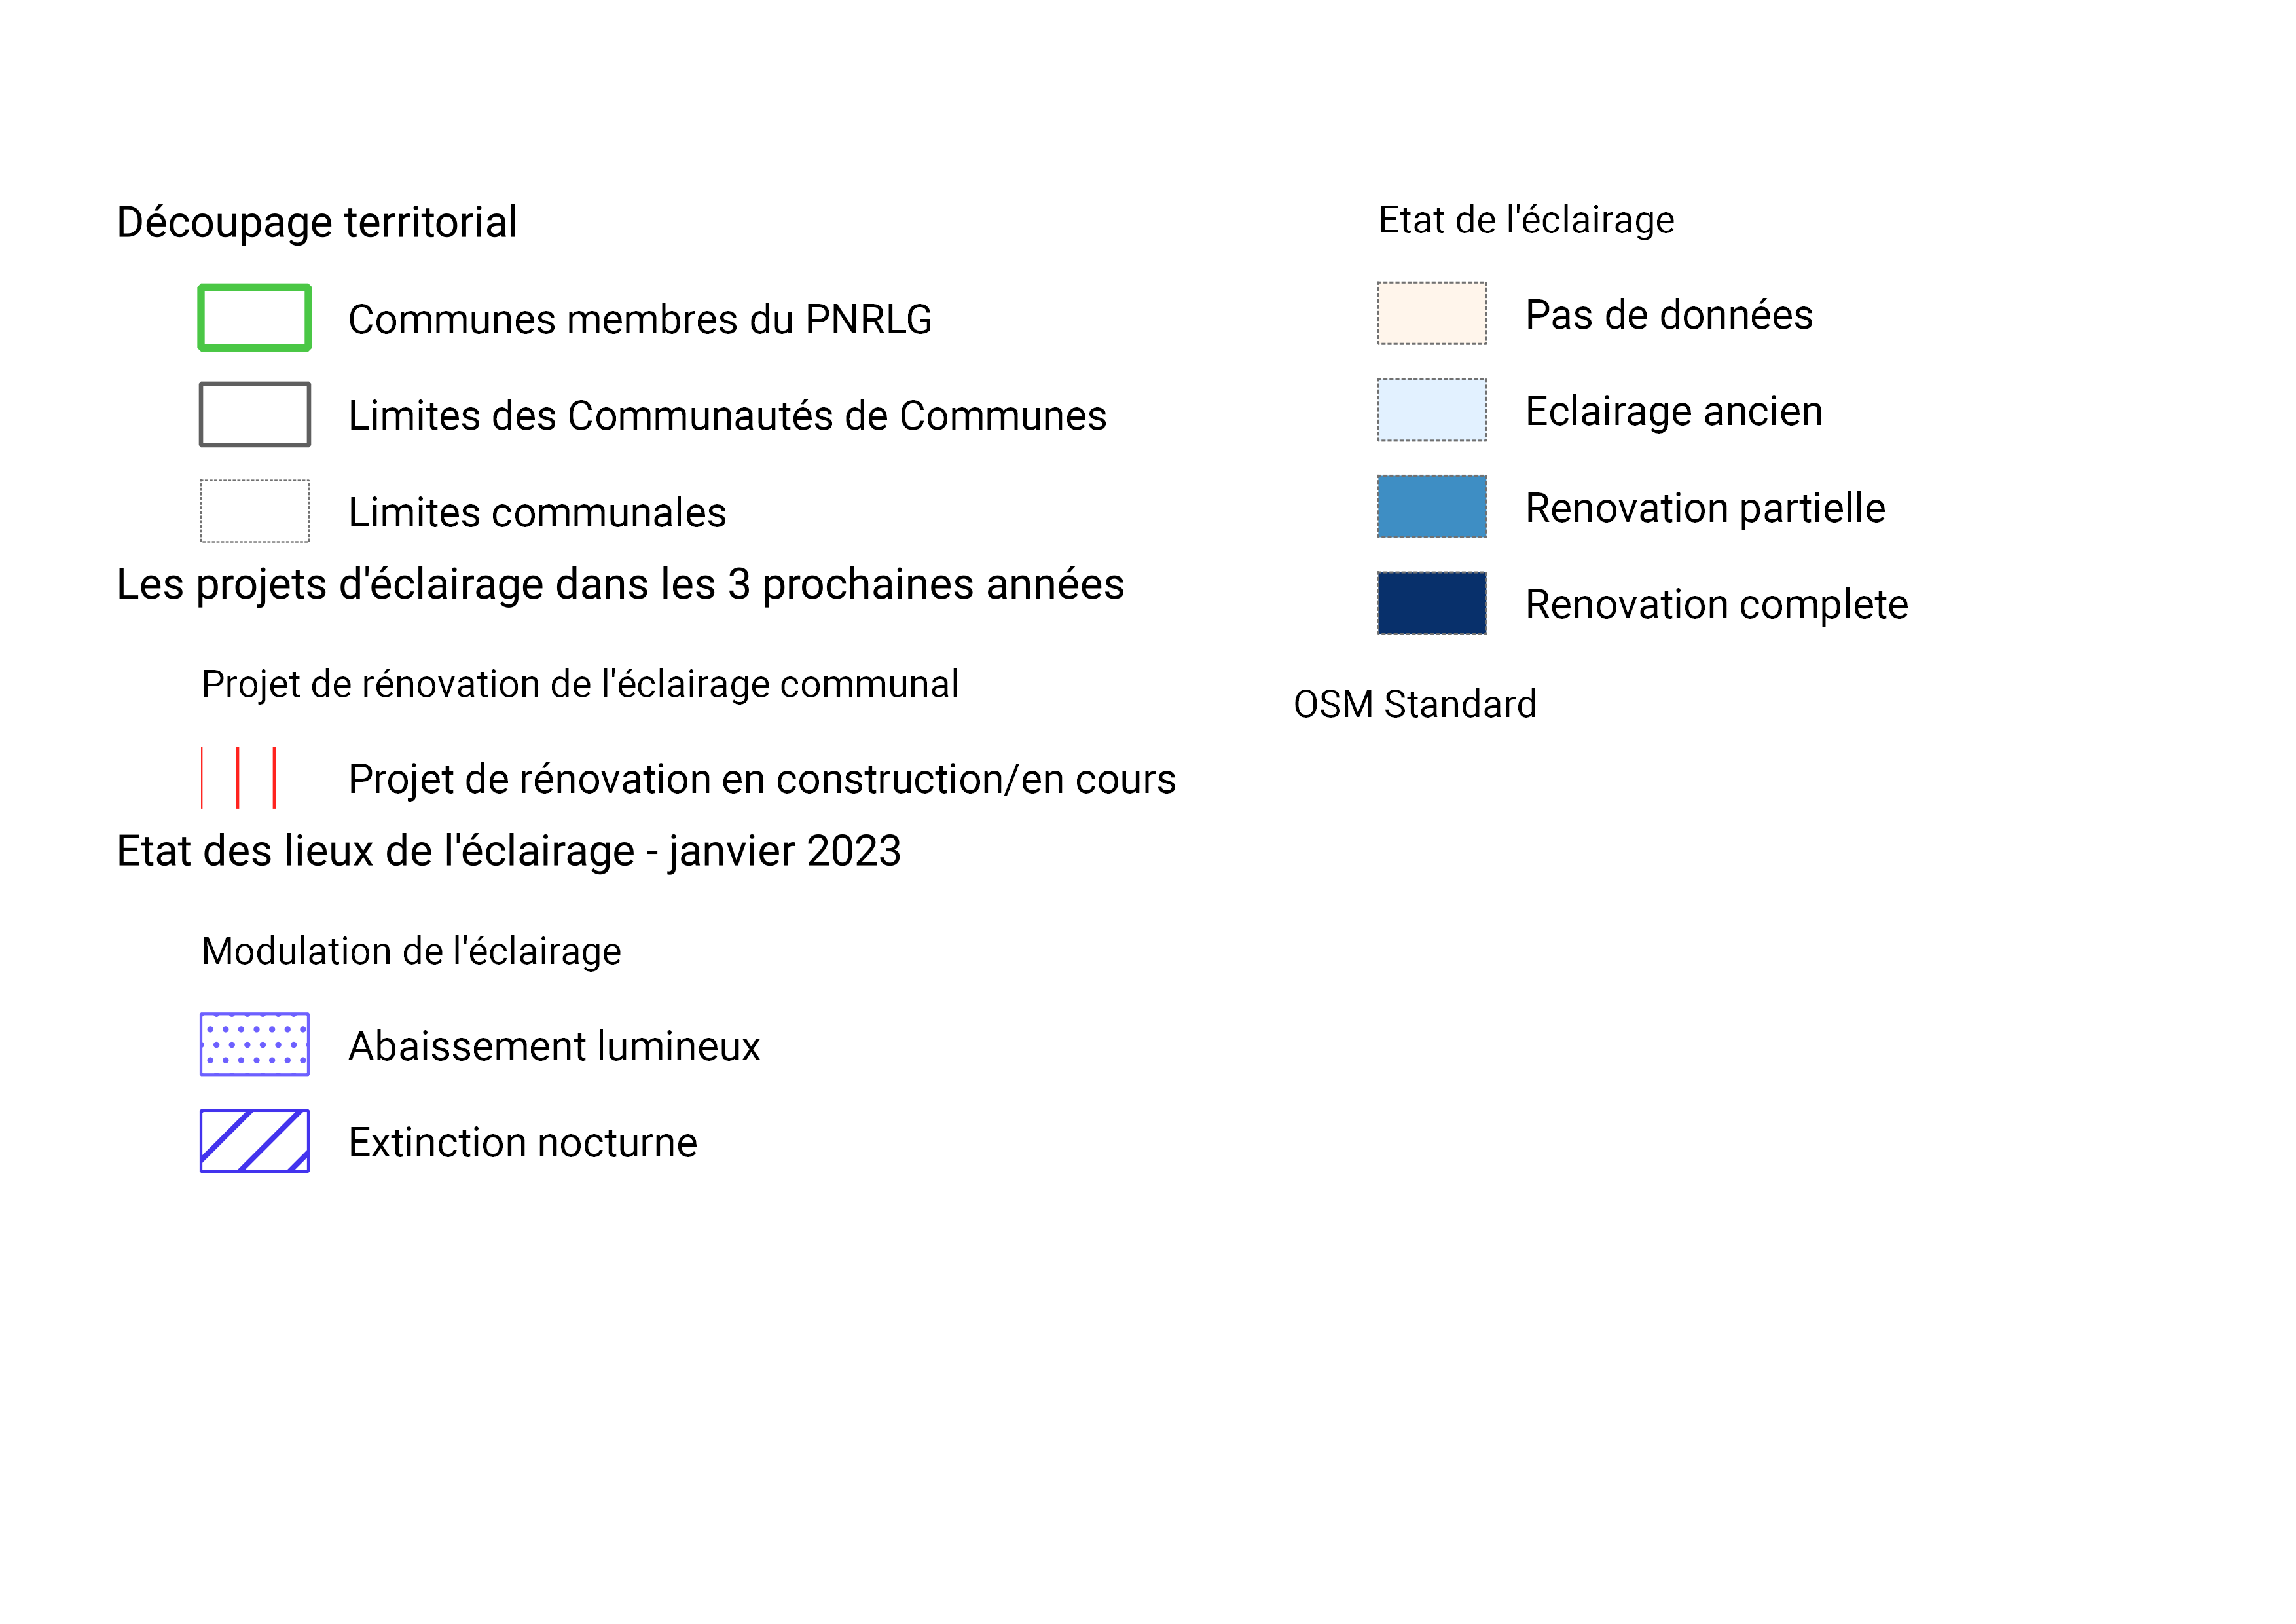 Découpage territorial
Communes membres du PNRLG
Limites des Communautés de Communes
Limites communales
Les projets d'éclairage dans les 3 prochaines années
Projet de rénovation de l'éclairage communal
Projet de rénovation en construction/en cours
Etat des lieux de l'éclairage - janvier 2023
Modulation de l'éclairage
Abaissement lumineux
Extinction nocturne
Etat de l'éclairage
Pas de données
Eclairage ancien
Renovation partielle
Renovation complete
OSM Standard